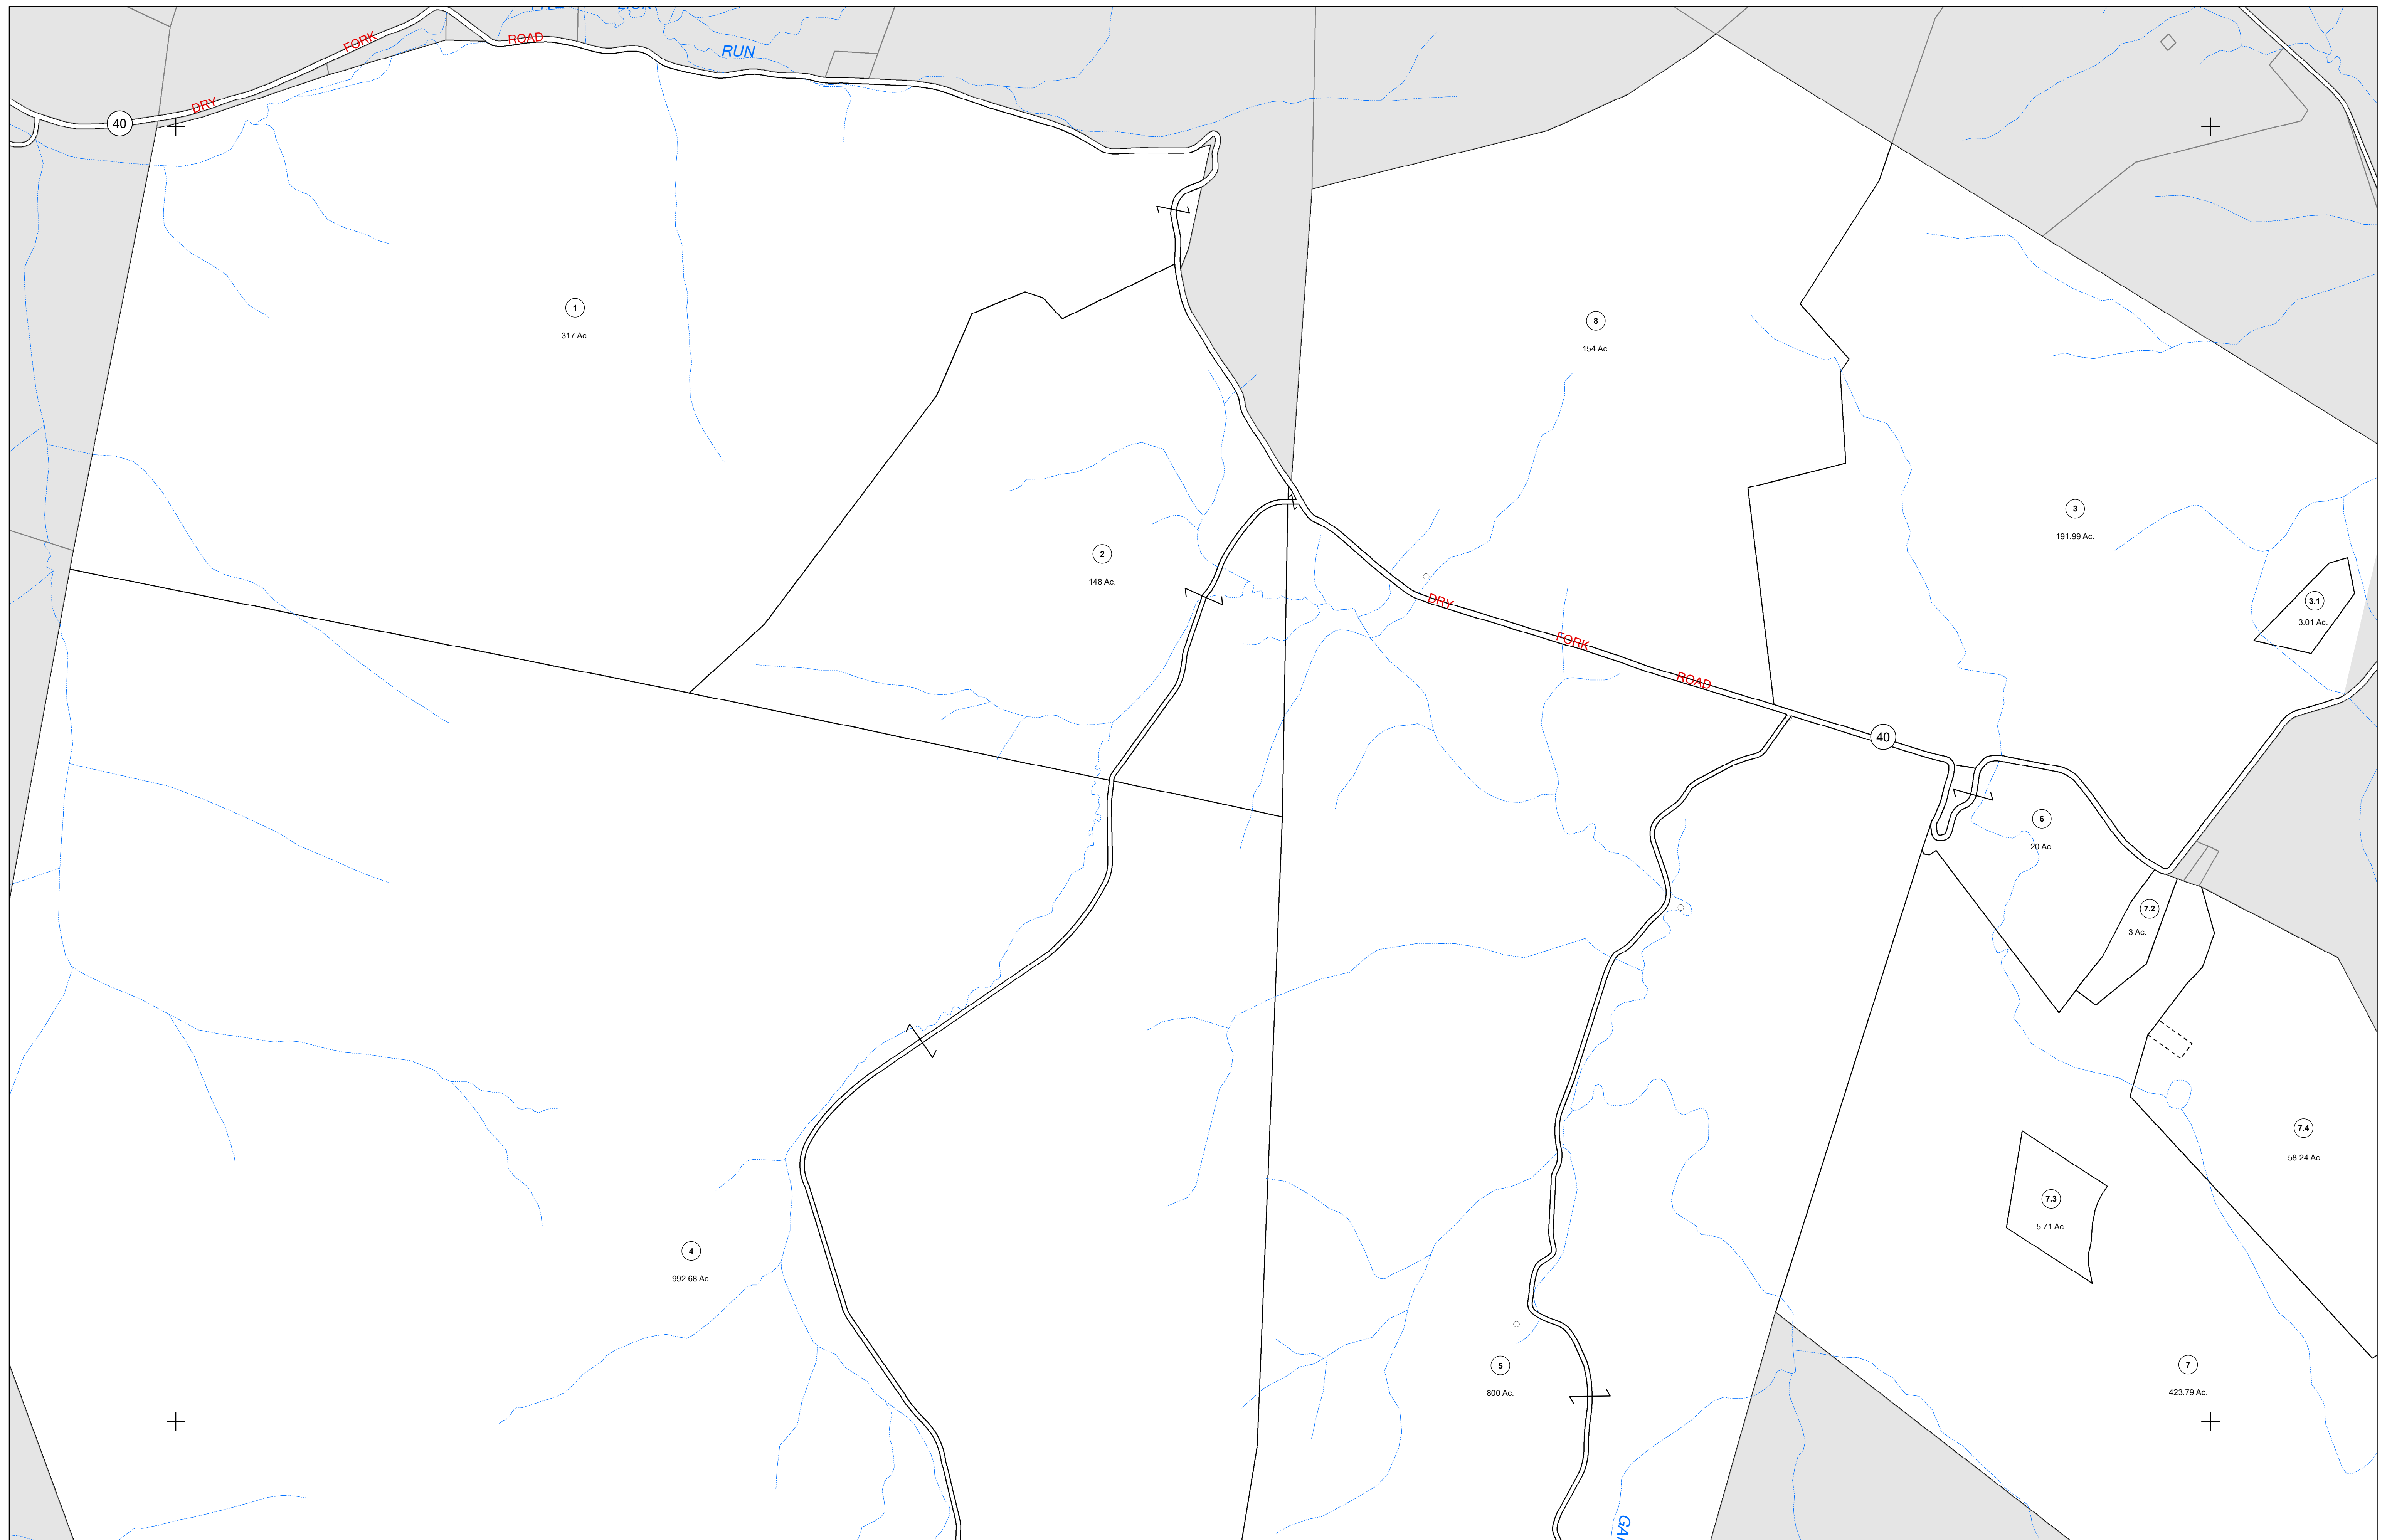 RUN
FORK
ROAD
DRY
40
1
317 Ac.
8
154 Ac.
3
191.99 Ac.
2
148 Ac.
3.1
3.01 Ac.
DRY
FORK
ROAD
40
6
20 Ac.
7.2
3 Ac.
7.4
58.24 Ac.
7.3
5.71 Ac.
4
992.68 Ac.
5
800 Ac.
7
423.79 Ac.